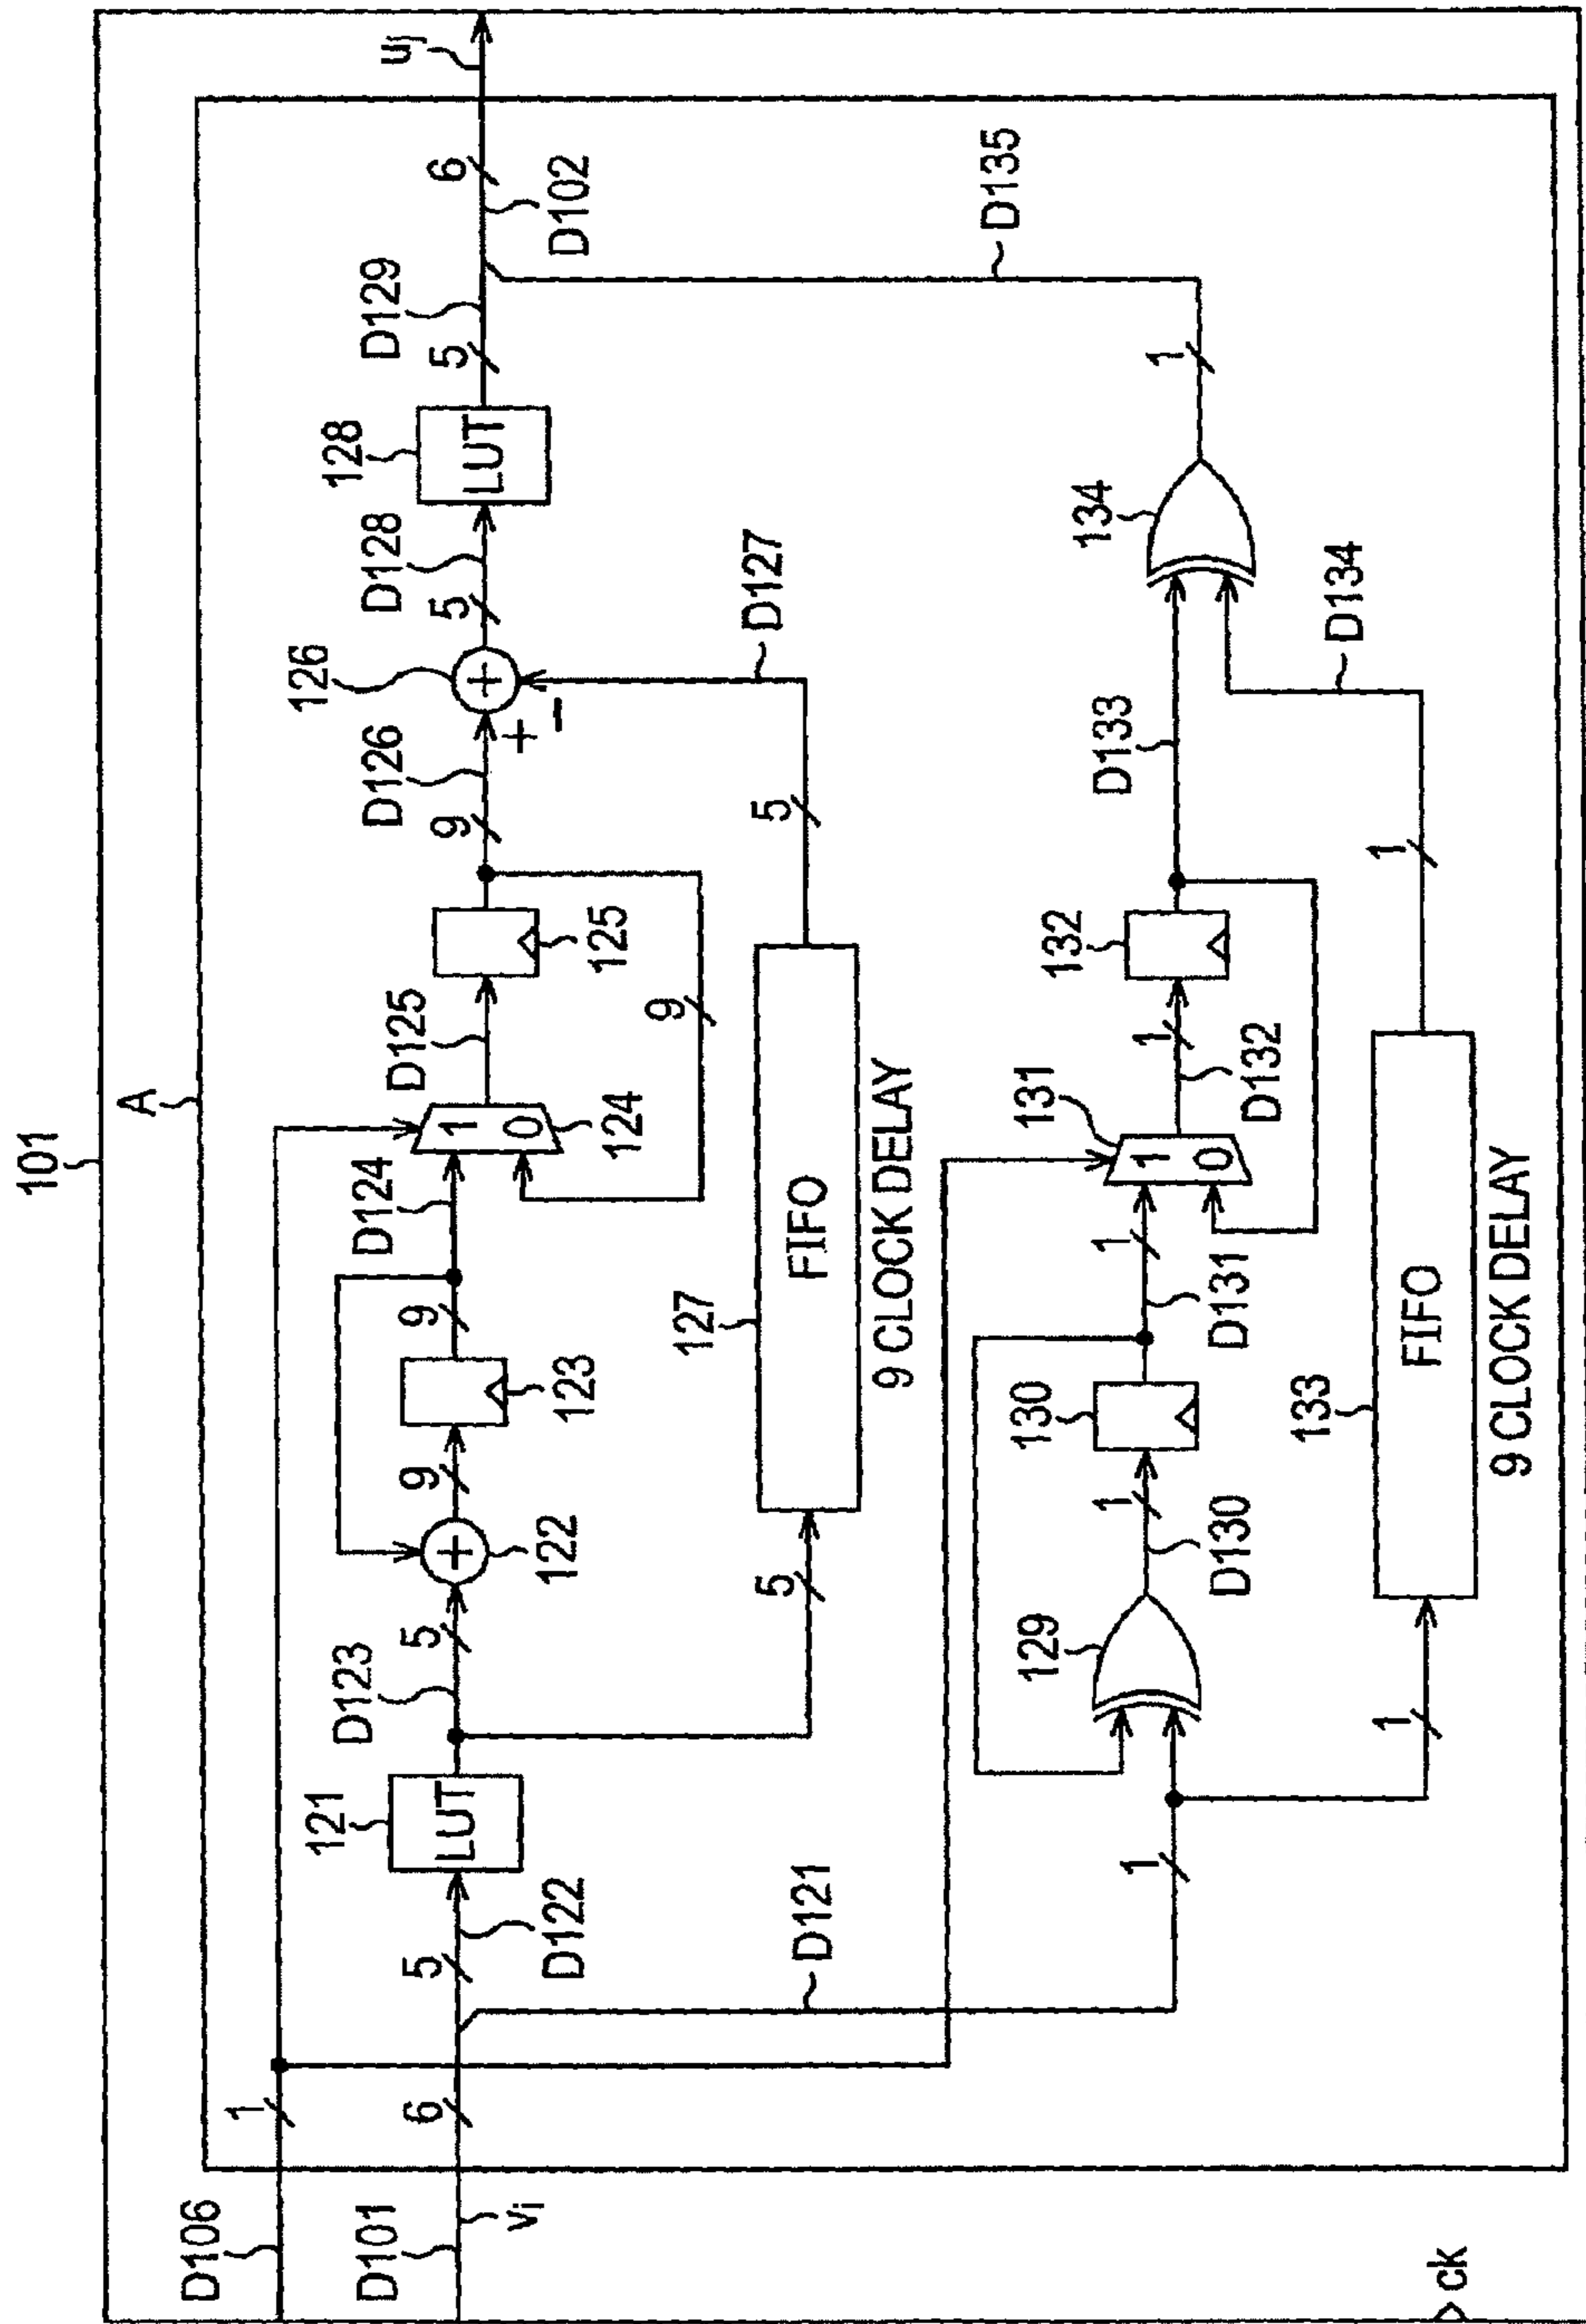 101
A
D106
1
D101
vi
6
5
D122
D121
121
LUT
D123
5
122
+
9
123
9
D124
1
0
124
D125
125
9
9
D126
126
+
+
−
D128
5
128
LUT
D129
5
D102
6
uj
5
127
FIFO
9 CLOCK DELAY
5
D127
1
129
D130
1
130
D131
1
131
1
0
D132
1
132
D133
134
1
D135
1
133
FIFO
9 CLOCK DELAY
1
D134
ck